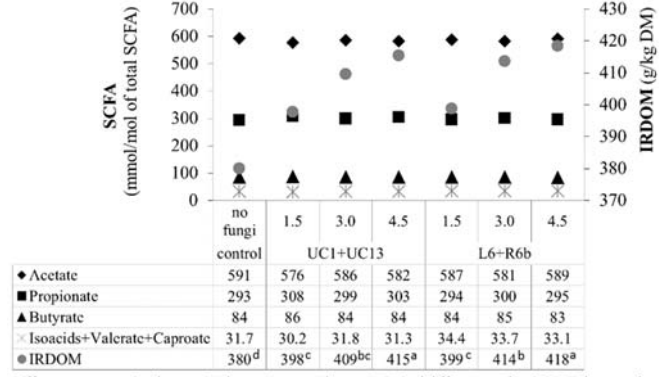 SCFA
(mmol/mol of total SCFA)
700
600
500
400
300
200
100
0
430
420
410
400
390
380
370
IRDOM
(g/kg DM)
no fungi 1.5 3.0 4.5 1.5 3.0 4.5
control UC1+UC13 L6+R6b
Acetate 591 576 586 582 587 581 589
Propionate 293 308 299 303 294 300 295
Butyrate 84 86 84 84 84 85 83
Isoacids+Valerate+Caproate 31.7 30.2 31.8 31.3 34.4 33.7 33.1
IRDOM 380d 398c 409bc 415a 399c 414b 418a